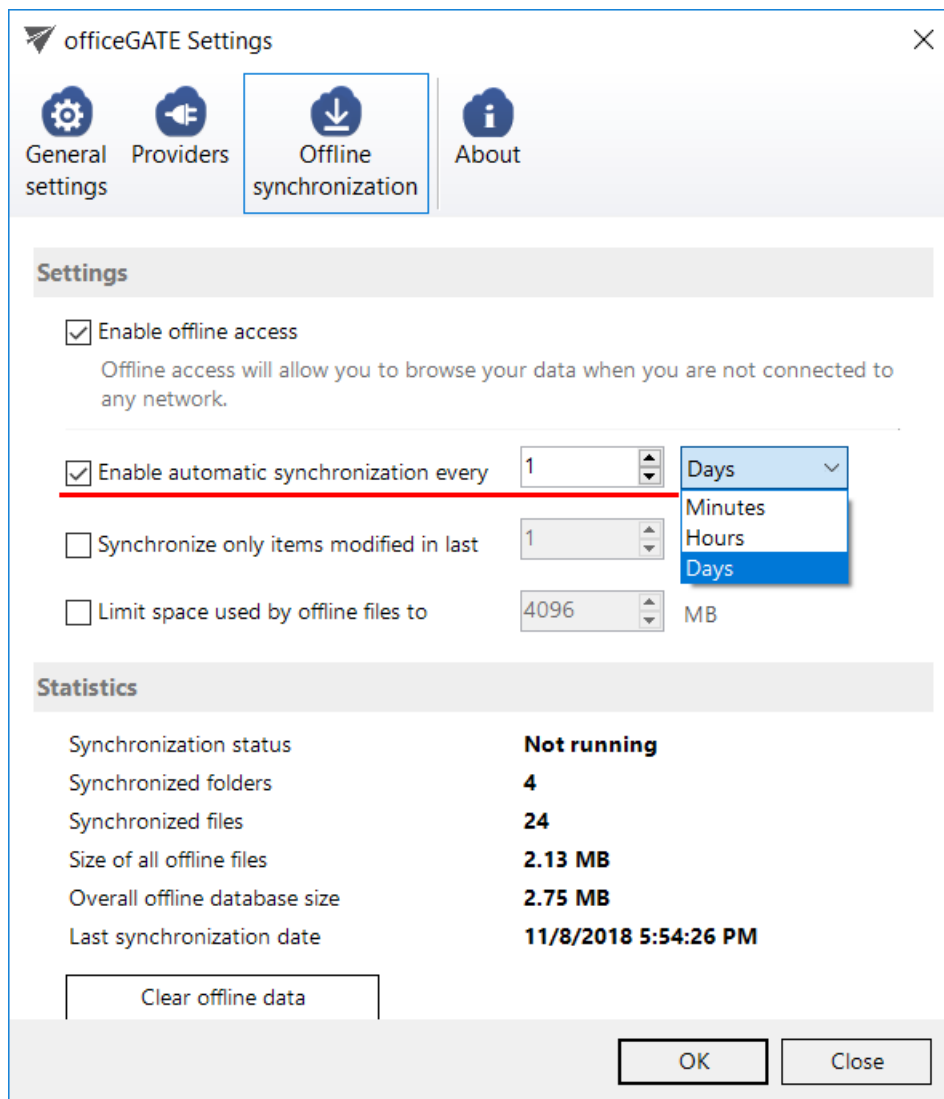 officeGATE Settings
General settings
Providers
Offline synchronization
About
Settings
Enable offline access
Offline access will allow you to browse your data when you are not connected to
any network.
Enable automatic synchronization every 1 Days
Minutes
Hours
Days
Synchronize only items modified in last 1
Limit space used by offline files to 4096 MB
Statistics
Synchronization status Not running
Synchronized folders 4
Synchronized files 24
Size of all offline files 2.13 MB
Overall offline database size 2.75 MB
Last synchronization date 11/8/2018 5:54:26 PM
Clear offline data
OK Close